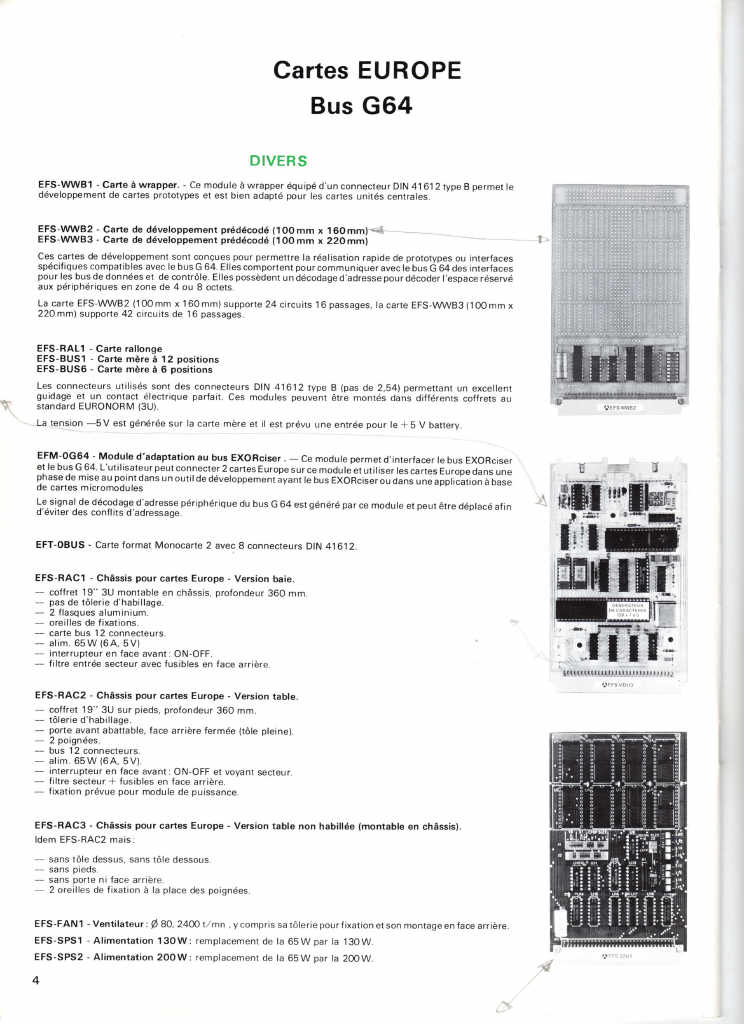 Cartes EUROPE
Bus G64
DIVERS
EFS-WWB1 - Carte à wrapper. - Ce module à wrapper équipé d'un connecteur DIN 41612 type B permet le
développement de cartes prototypes et est bien adapté pour les cartes unités centrales.
EFS-WWB2 - Carte de développement prédécodé (100 mm x 160 mm)
EFS-WWB3 - Carte de développement prédécodé (100 mm x 220 mm)
Ces cartes de développement sont conçues pour permettre la réalisation rapide de prototypes ou interfaces
spécifiques compatibles avec le bus G 64. Elles comportent pour communiquer avec le bus G 64 des interfaces
pour les bus de données et de contrôle. Elles possèdent un décodage d'adresse pour décoder l'espace réservé
aux périphériques en zone de 4 ou 8 octets.
La carte EFS-WWB2 (100 mm x 160 mm) supporte 24 circuits 16 passages, la carte EFS-WWB3 (100 mm x
220 mm) supporte 42 circuits de 16 passages.
EFS-RAL1 - Carte rallonge
EFS-BUS1 - Carte mère à 12 positions
EFS-BUS6 - Carte mère à 6 positions
Les connecteurs utilisés sont des connecteurs DIN 41612 type B (pas de 2,54) permettant un excellent
guidage et un contact électrique parfait. Ces modules peuvent être montés dans différents coffrets au
standard EURONORM (3U).
La tension —5 V est générée sur la carte mère et il est prévu une entrée pour le + 5 V battery.
EFM-0G64 - Module d'adaptation au bus EXORciser . — Ce module permet d'interfacer le bus EXORciser
et le bus G 64. L'utilisateur peut connecter 2 cartes Europe sur ce module et utiliser les cartes Europe dans une
phase de mise au point dans un outil de développement ayant le bus EXORciser ou dans une application à base
de cartes micromodules
Le signal de décodage d'adresse périphérique du bus G 64 est généré par ce module et peut être déplacé afin
d'éviter des conflits d'adressage.
EFT-0BUS - Carte format Monocarte 2 avec 8 connecteurs DIN 41612.
EFS-RAC1 - Châssis pour cartes Europe - Version baie.
— coffret 19'' 3U montable en châssis, profondeur 360 mm.
— pas de tôlerie d'habillage.
— 2 flasques aluminium.
— oreilles de fixations.
— carte bus 12 connecteurs.
— alim. 65 W (6 A, 5 V)
— interrupteur en face avant : ON-OFF.
— filtre entrée secteur avec fusibles en face arrière.
EFS-RAC2 - Châssis pour cartes Europe - Version table.
— coffret 19'' 3U sur pieds, profondeur 360 mm.
— tôlerie d'habillage.
— porte avant abattable, face arrière fermée (tôle pleine).
— 2 poignées.
— bus 12 connecteurs.
— alim. 65 W (6 A, 5 V).
— interrupteur en face avant : ON-OFF et voyant secteur.
— filtre secteur + fusibles en face arrière.
— fixation prévue pour module de puissance.
EFS-RAC3 - Châssis pour cartes Europe - Version table non habillée (montable en châssis).
Idem EFS-RAC2 mais :
— sans tôle dessus, sans tôle dessous.
— sans pieds.
— sans porte ni face arrière.
— 2 oreilles de fixation à la place des poignées.
EFS-FAN1 - Ventilateur : Ø 80, 2400 t/mn , y compris sa tôlerie pour fixation et son montage en face arrière.
EFS-SPS1 - Alimentation 130 W : remplacement de la 65 W par la 130 W.
EFS-SPS2 - Alimentation 200 W : remplacement de la 65 W par la 200 W.
4
EFS-WWB2
GENERATEUR
DE CARACTERES